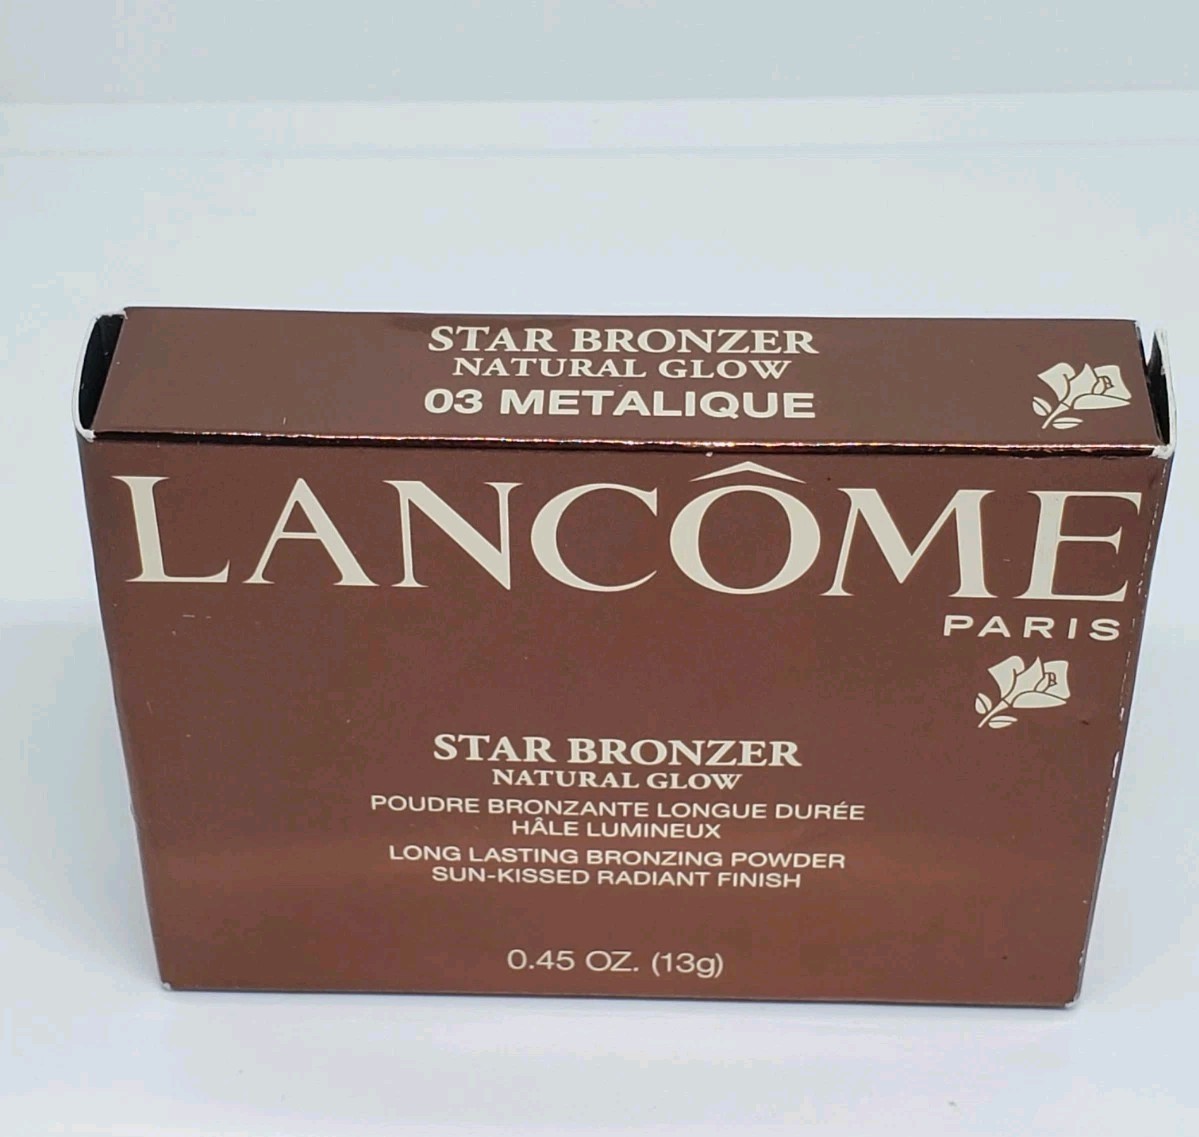 STAR BRONZER
NATURAL GLOW
03 METALIQUE
LANCÔME
PARIS
STAR BRONZER
NATURAL GLOW
POUDRE BRONZANTE LONGUE DURÉE
HÂLE LUMINEUX
LONG LASTING BRONZING POWDER
SUN-KISSED RADIANT FINISH
0.45 OZ. (13g)